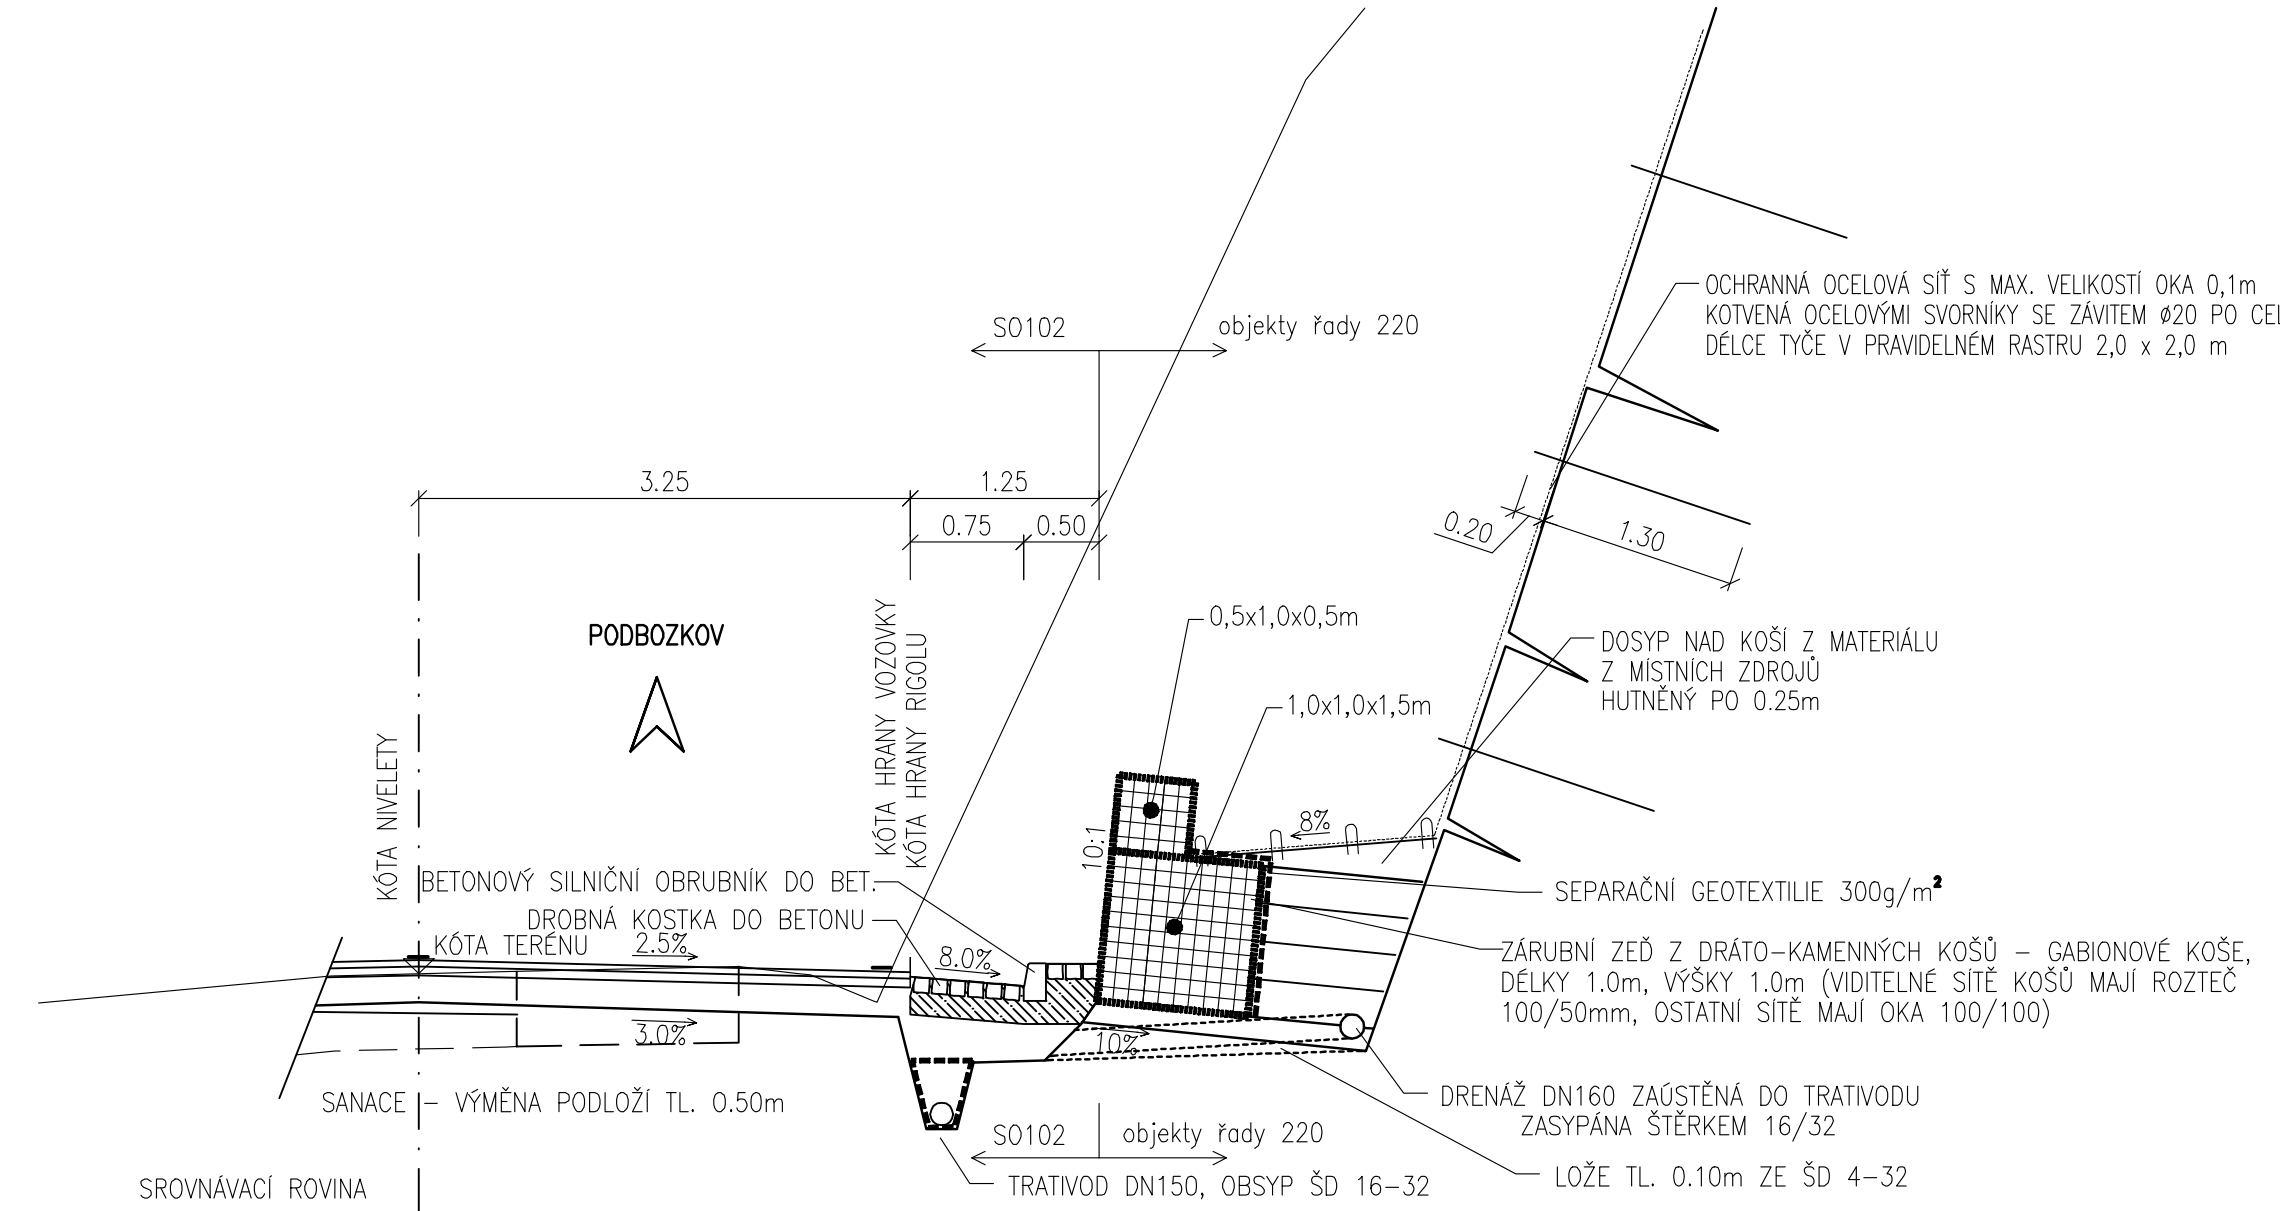 OCHRANNÁ OCELOVÁ SÍŤ S MAX. VELIKOSTÍ OKA 0,1m
KOTVENÁ OCELOVÝMI SVORNÍKY SE ZÁVITEM ø20 PO CEL
DÉLCE TYČE V PRAVIDELNÉM RASTRU 2,0 x 2,0 m
SO102
objekty řady 220
3.25
1.25
0.75
0.50
0.20
1.30
PODBOZKOV
KÓTA NIVELETY
KÓTA HRANY VOZOVKY
KÓTA HRANY RIGOLU
0,5x1,0x0,5m
1,0x1,0x1,5m
DOSYP NAD KOŠÍ Z MATERIÁLU
Z MÍSTNÍCH ZDROJŮ
HUTNĚNÝ PO 0.25m
10:1
8%
BETONOVÝ SILNIČNÍ OBRUBNÍK DO BET.
DROBNÁ KOSTKA DO BETONU
KÓTA TERÉNU
2.5%
8.0%
SEPARAČNÍ GEOTEXTILIE 300g/m²
ZÁRUBNÍ ZEĎ Z DRÁTO-KAMENNÝCH KOŠŮ – GABIONOVÉ KOŠE,
DÉLKY 1.0m, VÝŠKY 1.0m (VIDITELNÉ SÍTĚ KOŠŮ MAJÍ ROZTEČ
100/50mm, OSTATNÍ SÍTĚ MAJÍ OKA 100/100)
3.0%
10%
SANACE – VÝMĚNA PODLOŽÍ TL. 0.50m
DRENÁŽ DN160 ZAÚSTĚNÁ DO TRATIVODU
ZASYPÁNA ŠTĚRKEM 16/32
SO102
objekty řady 220
LOŽE TL. 0.10m ZE ŠD 4-32
TRATIVOD DN150, OBSYP ŠD 16-32
SROVNÁVACÍ ROVINA